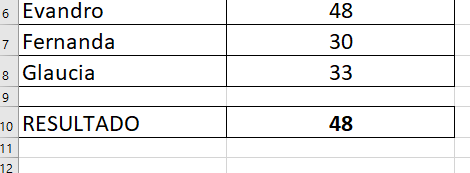 6 Evandro 48
7 Fernanda 30
8 Glaucia 33
9
10 RESULTADO 48
11
12